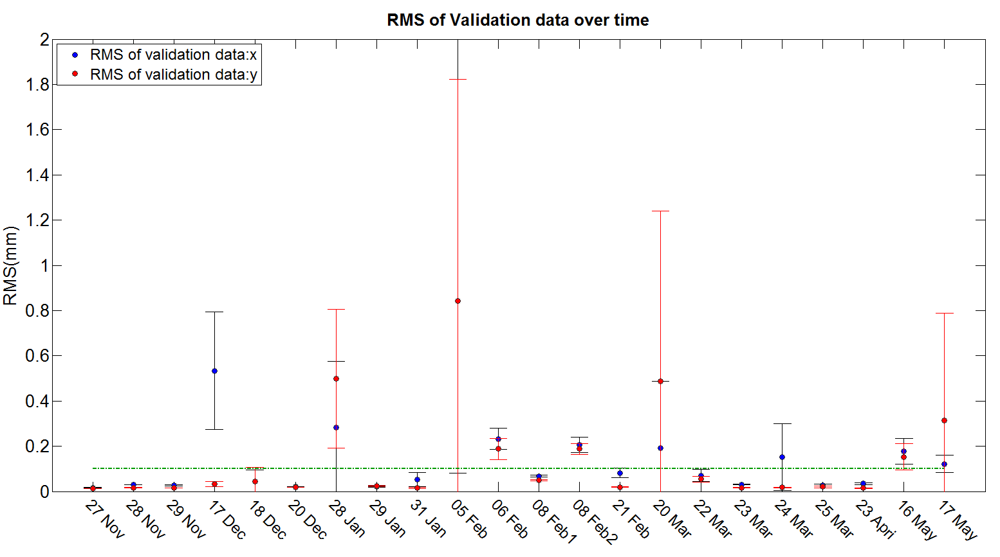 RMS of Validation data over time
RMS of validation data:x
RMS of validation data:y
RMS(mm)
2
1.8
1.6
1.4
1.2
1
0.8
0.6
0.4
0.2
0
27 Nov
28 Nov
29 Nov
17 Dec
18 Dec
20 Dec
28 Jan
29 Jan
31 Jan
05 Feb
06 Feb
08 Feb1
08 Feb2
21 Feb
20 Mar
22 Mar
23 Mar
24 Mar
25 Mar
23 Apri
16 May
17 May